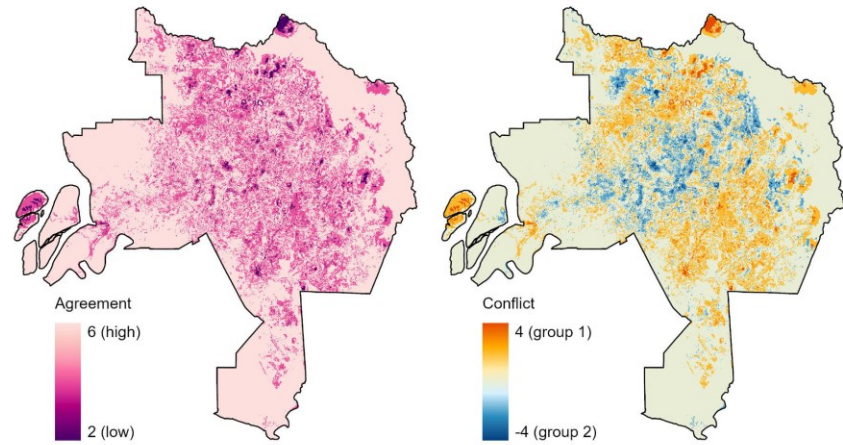 Agreement
6 (high)
2 (low)
Conflict
4 (group 1)
-4 (group 2)